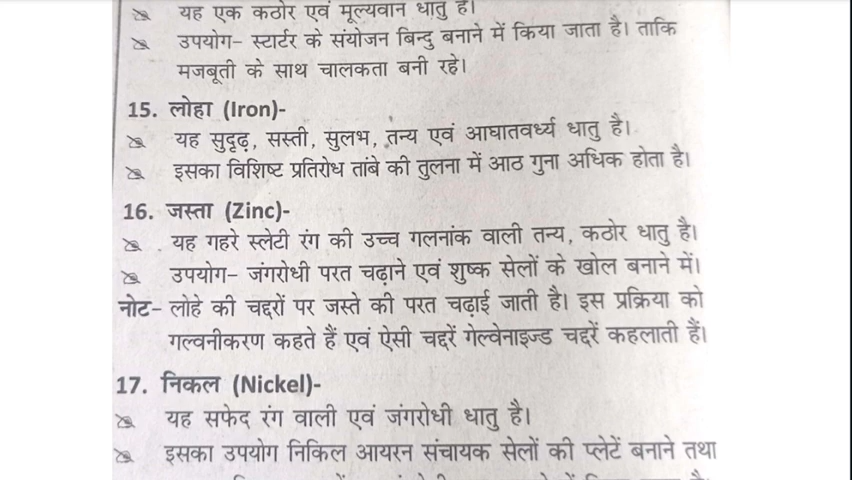 यह एक कठोर एवं मूल्यवान धातु है।
उपयोग– स्टार्टर के संयोजन बिन्दु बनाने में किया जाता है। ताकि
मजबूती के साथ चालकता बनी रहे।
15. लोहा (Iron)-
यह सुदृढ़, सस्ती, सुलभ, तन्य एवं आघातवर्ध्य धातु है।
इसका विशिष्ट प्रतिरोध तांबे की तुलना में आठ गुना अधिक होता है।
16. जस्ता (Zinc)-
यह गहरे स्लेटी रंग की उच्च गलनांक वाली तन्य, कठोर धातु है।
उपयोग– जंगरोधी परत चढ़ाने एवं शुष्क सेलों के खोल बनाने में।
नोट– लोहे की चद्दरों पर जस्ते की परत चढ़ाई जाती है। इस प्रक्रिया को
गल्वनीकरण कहते हैं एवं ऐसी चद्दरें गेल्वेनाइज्ड चद्दरें कहलाती हैं।
17. निकल (Nickel)-
यह सफेद रंग वाली एवं जंगरोधी धातु है।
इसका उपयोग निकिल आयरन संचायक सेलों की प्लेटें बनाने तथा